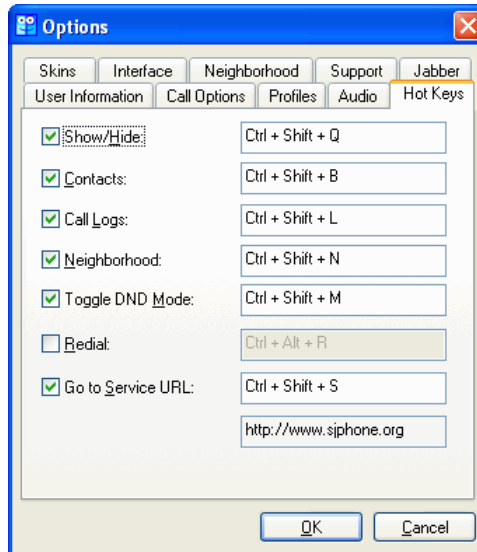 Options
Skins Interface Neighborhood Support Jabber
User Information Call Options Profiles Audio Hot Keys
Show/Hide: Ctrl + Shift + Q
Contacts: Ctrl + Shift + B
Call Logs: Ctrl + Shift + L
Neighborhood: Ctrl + Shift + N
Toggle DND Mode: Ctrl + Shift + M
Redial: Ctrl + Alt + R
Go to Service URL: Ctrl + Shift + S
http://www.sjphone.org
OK Cancel